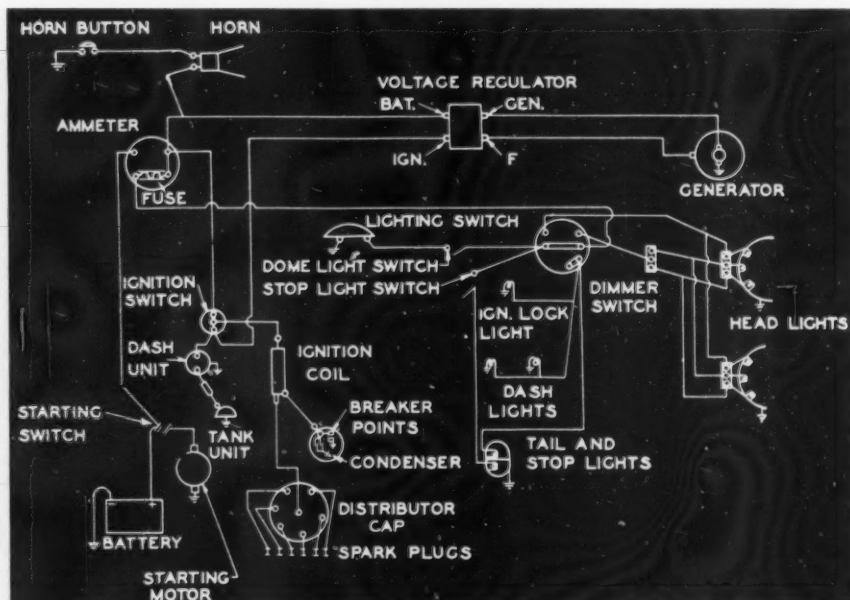 HORN BUTTON
HORN
VOLTAGE REGULATOR
BAT.
GEN.
AMMETER
IGN.
F
FUSE
GENERATOR
LIGHTING SWITCH
DOME LIGHT SWITCH
STOP LIGHT SWITCH
IGNITION
SWITCH
IGN. LOCK
LIGHT
DIMMER
SWITCH
HEAD LIGHTS
DASH
UNIT
IGNITION
COIL
DASH
LIGHTS
STARTING
SWITCH
BREAKER
POINTS
TANK
UNIT
CONDENSER
TAIL AND
STOP LIGHTS
DISTRIBUTOR
CAP
BATTERY
SPARK PLUGS
STARTING
MOTOR